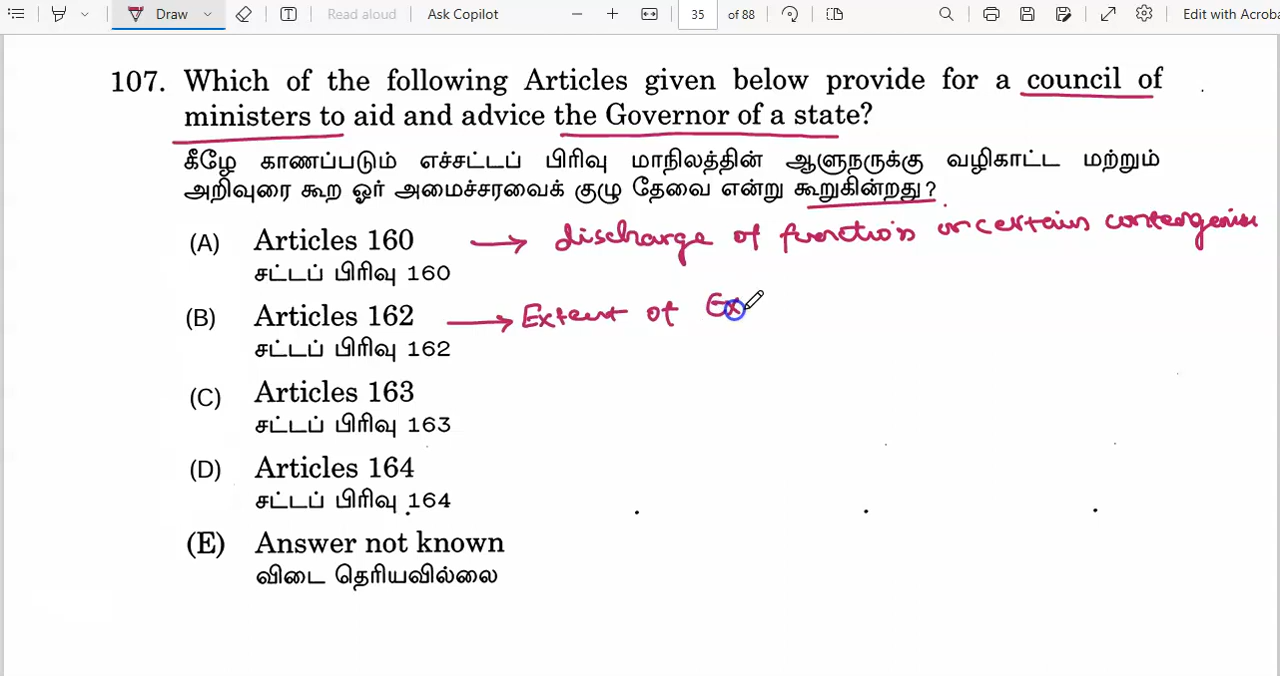 Draw
Read aloud
Ask Copilot
35
of 88
Edit with Acroba
107. Which of the following Articles given below provide for a council of
ministers to aid and advice the Governor of a state?
கீழே காணப்படும் எச்சட்டப் பிரிவு மாநிலத்தின் ஆளுநருக்கு வழிகாட்ட மற்றும்
அறிவுரை கூற ஓர் அமைச்சரவைக் குழு தேவை என்று கூறுகின்றது?
(A) Articles 160 → discharge of function in certain
சட்டப் பிரிவு 160
(B) Articles 162 → Extent of Ex
சட்டப் பிரிவு 162
(C) Articles 163
சட்டப் பிரிவு 163
(D) Articles 164
சட்டப் பிரிவு 164
(E) Answer not known
விடை தெரியவில்லை